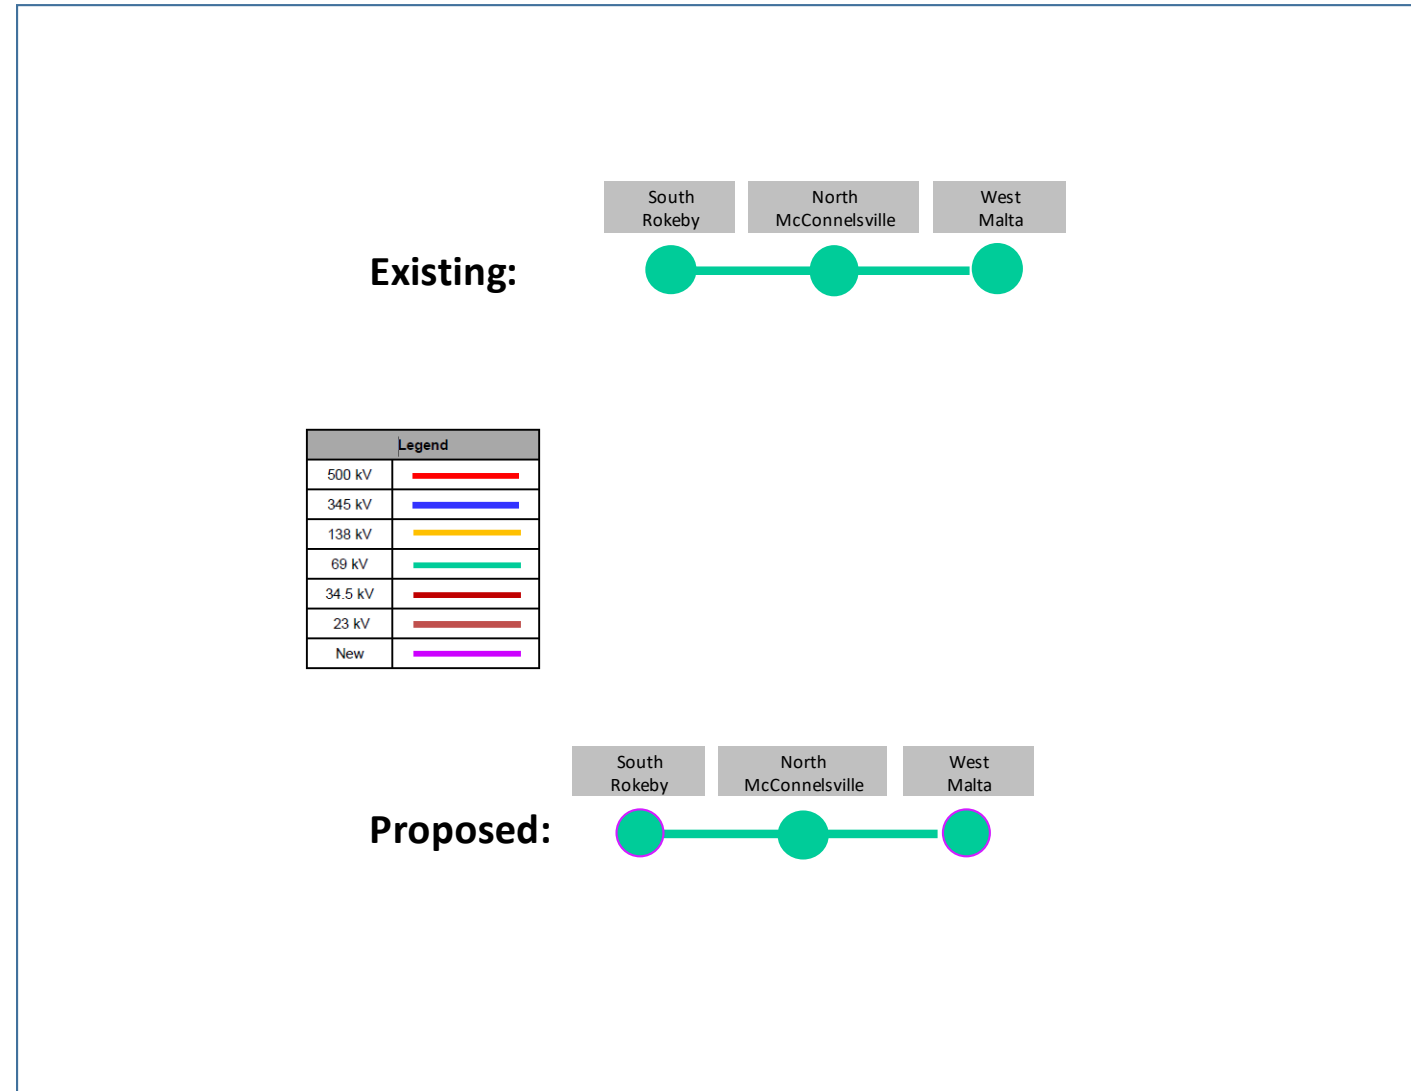 South
Rokeby
North
McConnelsville
West
Malta
Existing:
Legend
500 kV
345 kV
138 kV
69 kV
34.5 kV
23 kV
New
South
Rokeby
North
McConnelsville
West
Malta
Proposed: